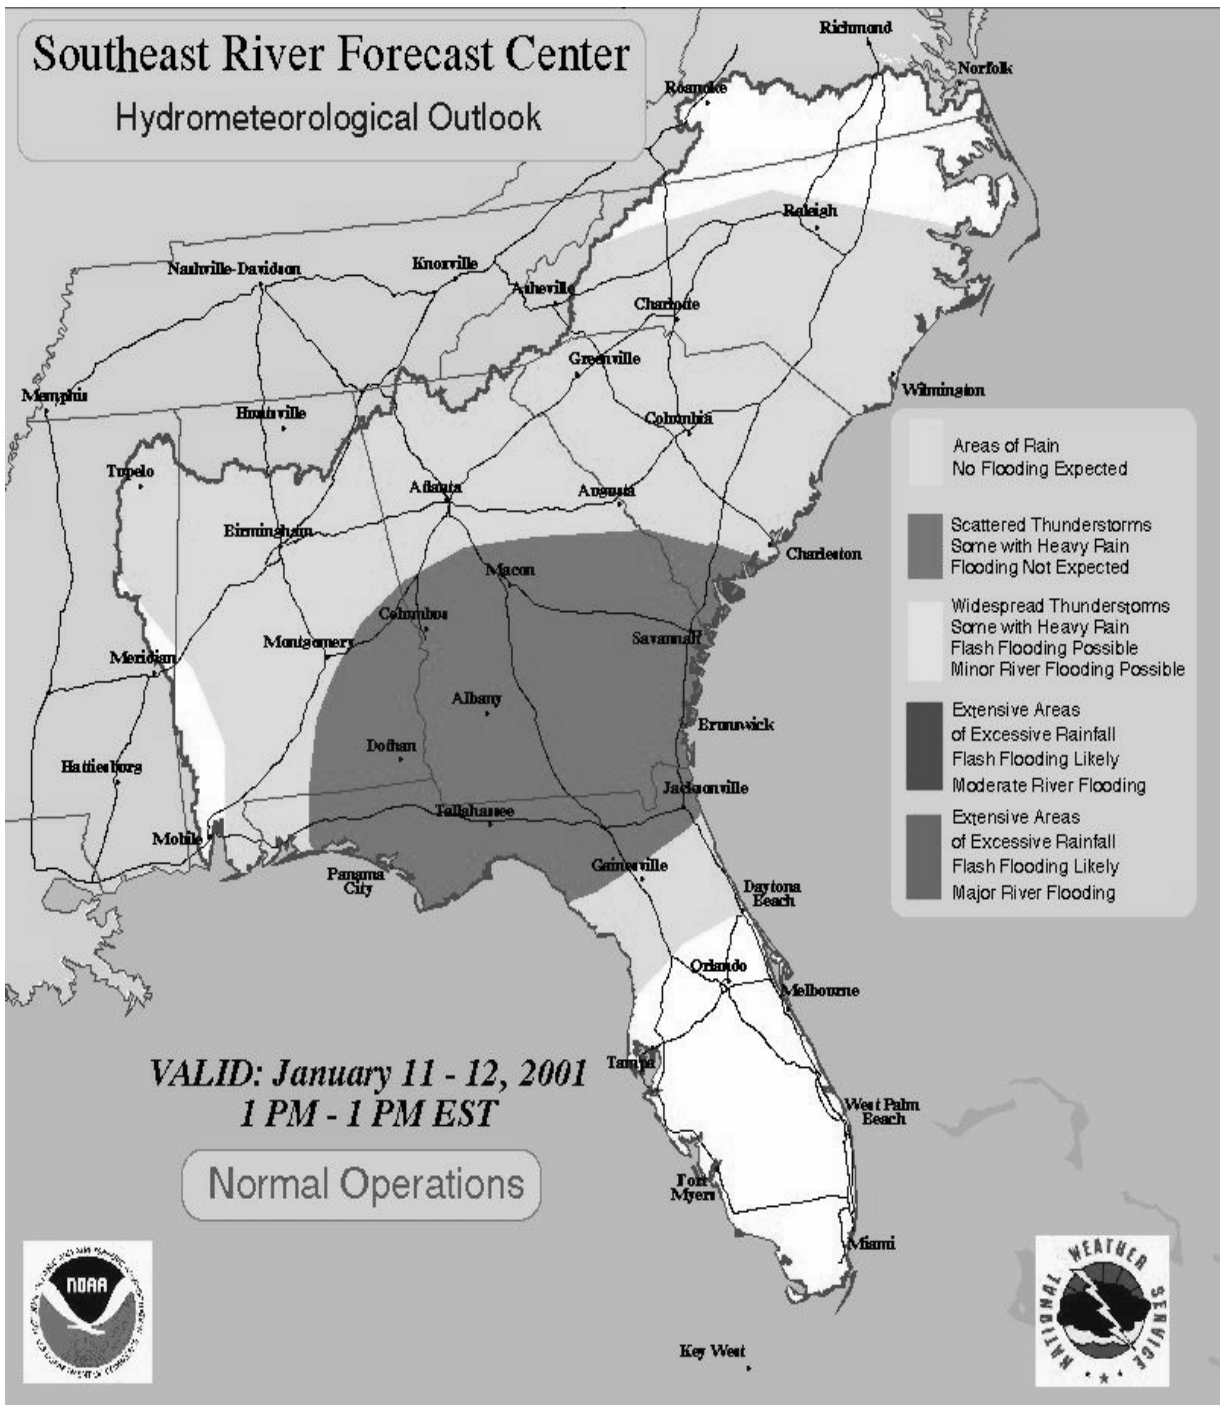 Southeast River Forecast Center
Hydrometeorological Outlook
Richmond
Norfolk
Roanoke
Raleigh
Nashville-Davidson
Knoxville
Asheville
Charlotte
Greenville
Memphis
Huntsville
Columbia
Wilmington
Tupelo
Atlanta
Augusta
Birmingham
Charleston
Macon
Columbus
Montgomery
Savannah
Meridian
Albany
Brunswick
Dothan
Hattiesburg
Jacksonville
Tallahassee
Mobile
Panama
City
Gainesville
Daytona
Beach
Orlando
Melbourne
Tampa
West Palm
Beach
Fort
Myers
Miami
Key West
Areas of Rain
No Flooding Expected
Scattered Thunderstorms
Some with Heavy Rain
Flooding Not Expected
Widespread Thunderstorms
Some with Heavy Rain
Flash Flooding Possible
Minor River Flooding Possible
Extensive Areas
of Excessive Rainfall
Flash Flooding Likely
Moderate River Flooding
Extensive Areas
of Excessive Rainfall
Flash Flooding Likely
Major River Flooding
VALID: January 11 - 12, 2001
1 PM - 1 PM EST
Normal Operations
NOAA
NATIONAL WEATHER SERVICE